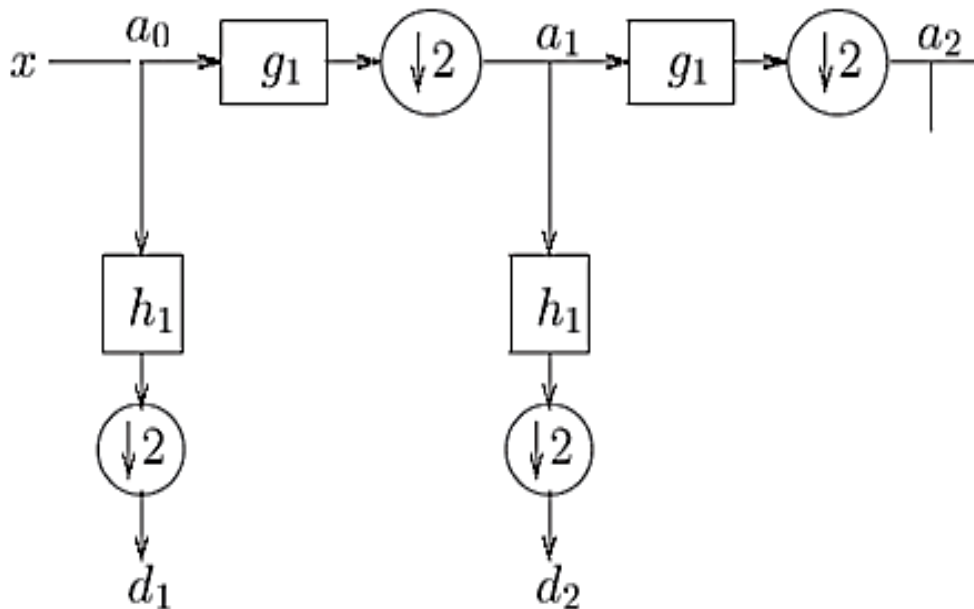 x a₀ g₁ ↓2 a₁ g₁ ↓2 a₂
h₁ h₁
↓2 ↓2
d₁ d₂